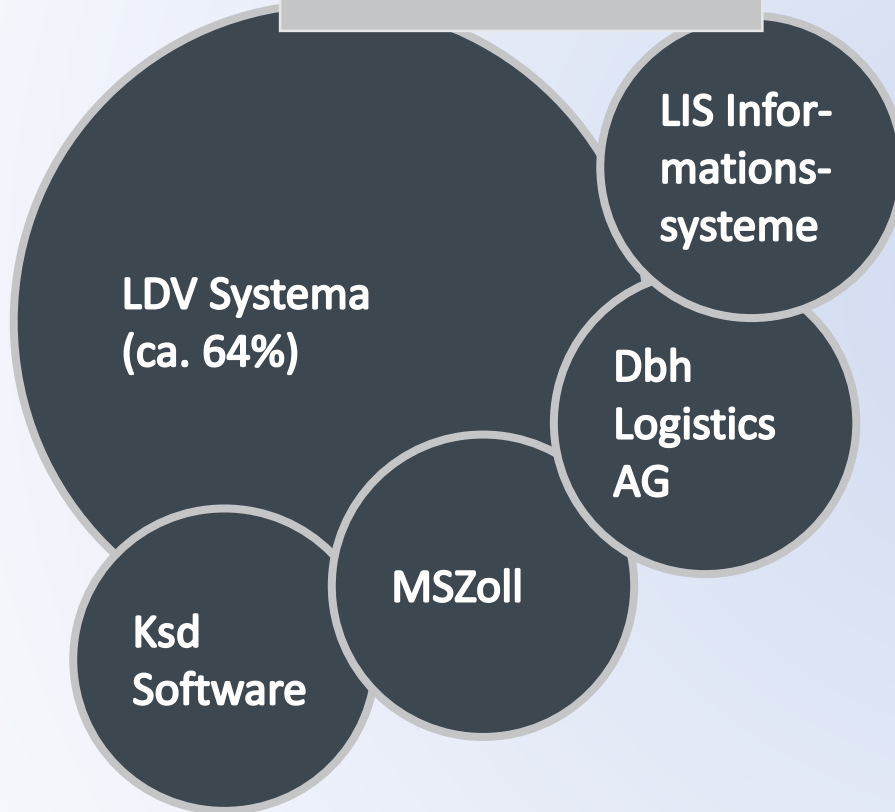 LIS Infor-
mations-
systeme
LDV Systema
(ca. 64%)
Dbh
Logistics
AG
MSZoll
Ksd
Software